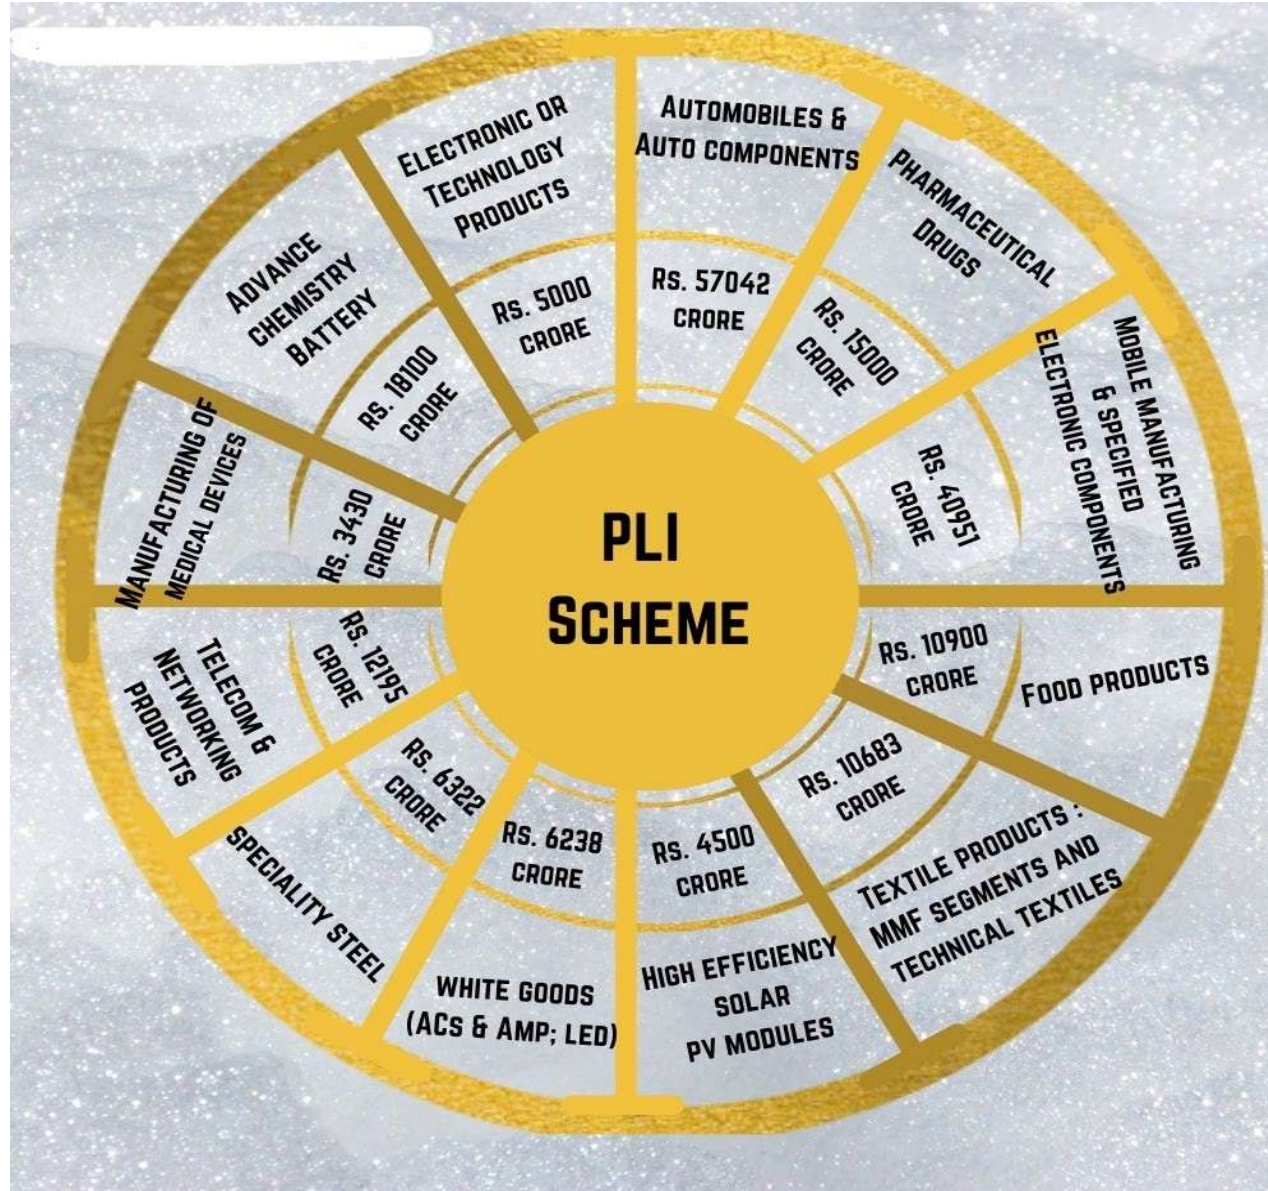 PLI
SCHEME
AUTOMOBILES &
AUTO COMPONENTS
RS. 57042
CRORE
PHARMACEUTICAL
DRUGS
RS. 15000
CRORE
MOBILE MANUFACTURING
& SPECIFIED
ELECTRONIC COMPONENTS
RS. 40951
CRORE
FOOD PRODUCTS
RS. 10900
CRORE
TEXTILE PRODUCTS :
MMF SEGMENTS AND
TECHNICAL TEXTILES
RS. 10683
CRORE
HIGH EFFICIENCY
SOLAR
PV MODULES
RS. 4500
CRORE
WHITE GOODS
(ACS & AMP; LED)
RS. 6238
CRORE
SPECIALITY STEEL
RS. 6322
CRORE
TELECOM &
NETWORKING
PRODUCTS
RS. 12195
CRORE
MANUFACTURING OF
MEDICAL DEVICES
RS. 3430
CRORE
ADVANCE
CHEMISTRY
BATTERY
RS. 18100
CRORE
ELECTRONIC OR
TECHNOLOGY
PRODUCTS
RS. 5000
CRORE